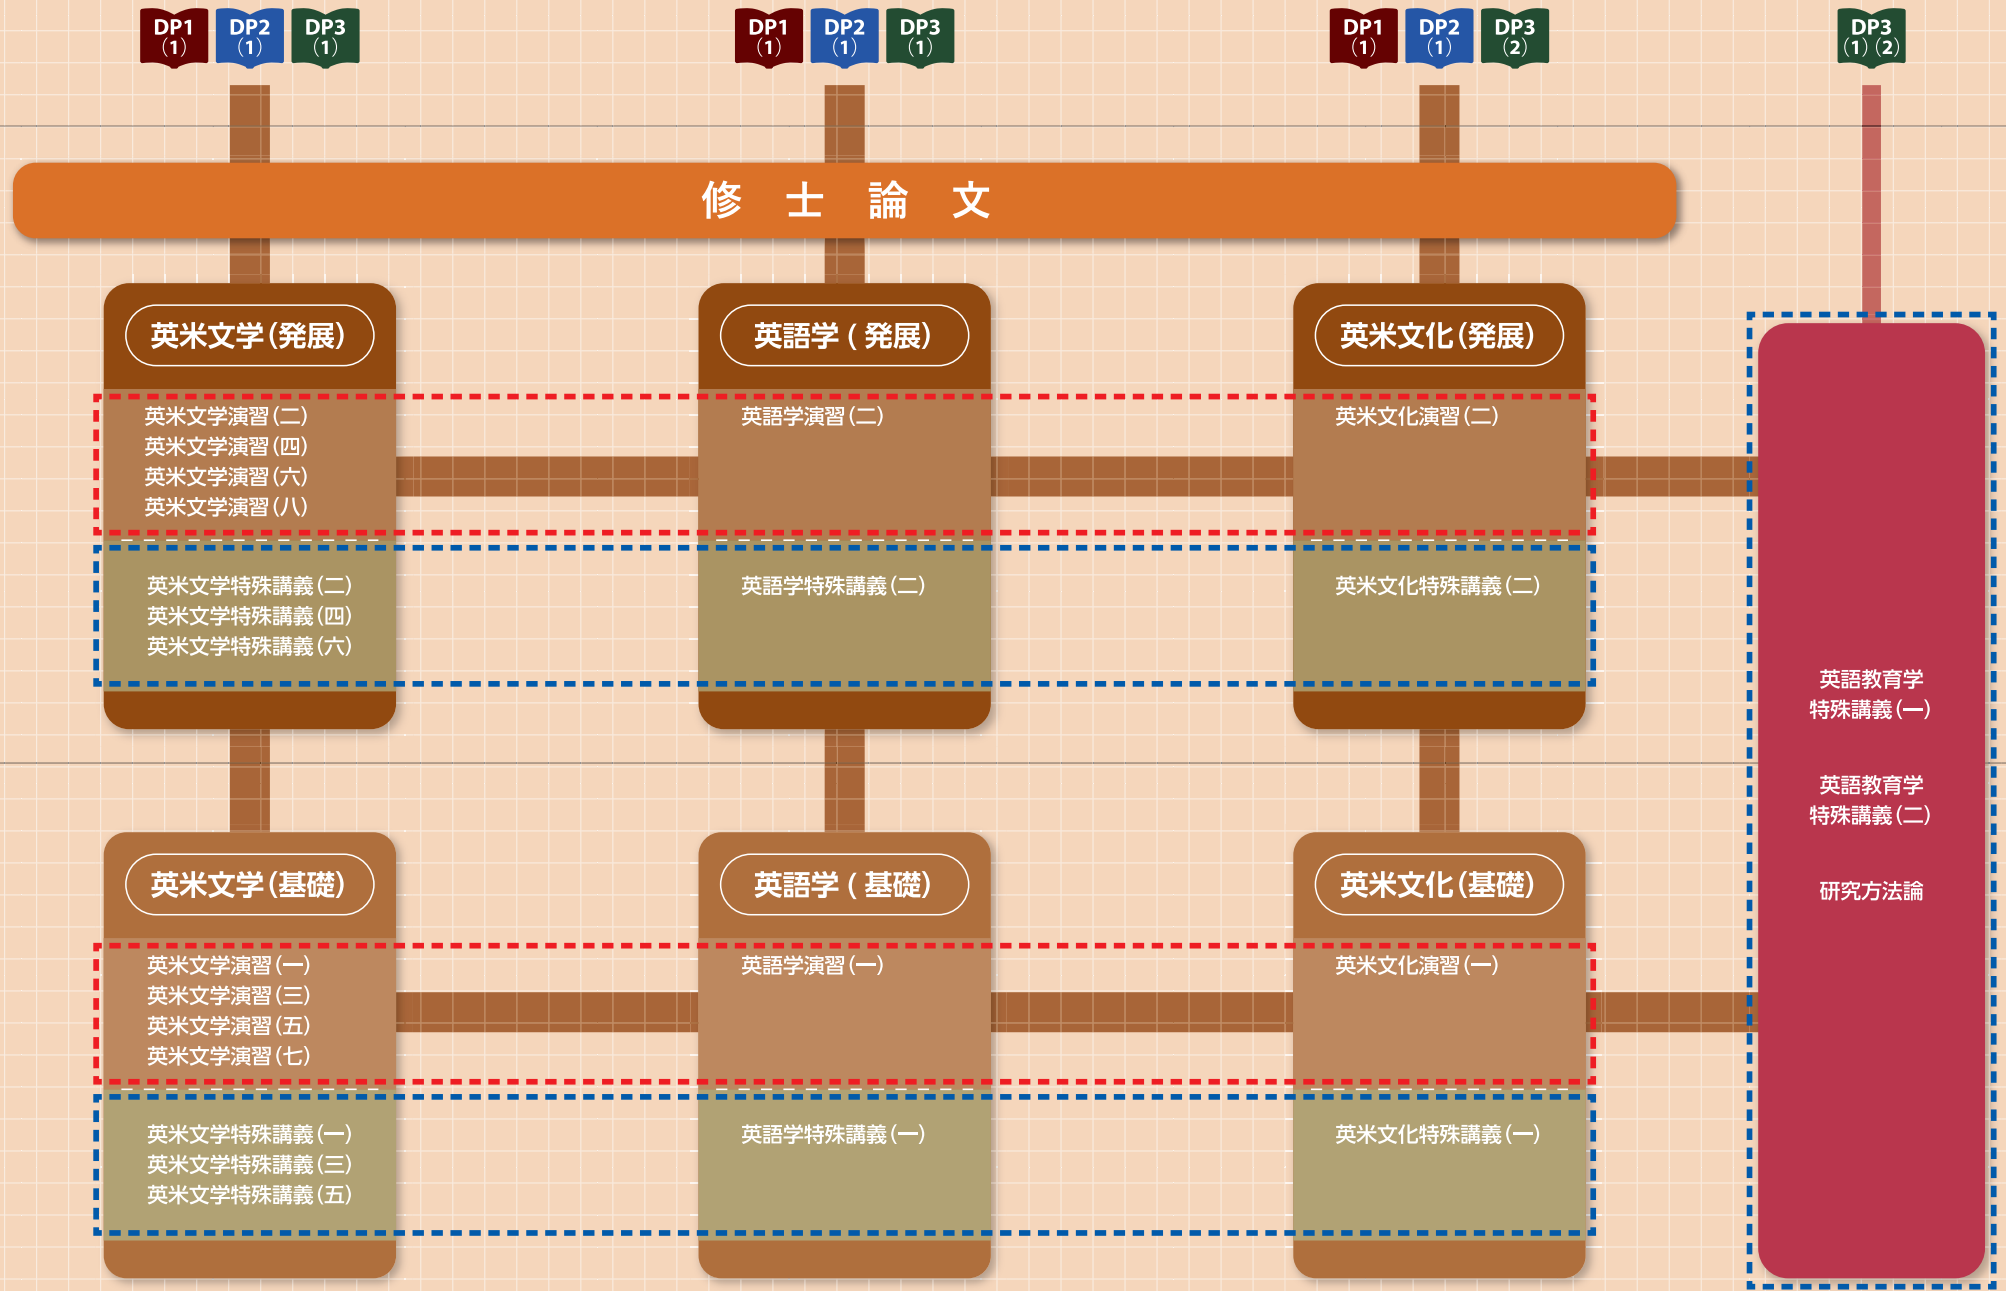 DP1
(1)
DP2
(1)
DP3
(1)
DP1
(1)
DP2
(1)
DP3
(1)
DP1
(1)
DP2
(1)
DP3
(2)
DP3
(1)(2)
修士論文
英米文学(発展)
英米文学演習(二)
英米文学演習(四)
英米文学演習(六)
英米文学演習(八)
英米文学特殊講義(二)
英米文学特殊講義(四)
英米文学特殊講義(六)
英語学(発展)
英語学演習(二)
英語学特殊講義(二)
英米文化(発展)
英米文化演習(二)
英米文化特殊講義(二)
英米文学(基礎)
英米文学演習(一)
英米文学演習(三)
英米文学演習(五)
英米文学演習(七)
英米文学特殊講義(一)
英米文学特殊講義(三)
英米文学特殊講義(五)
英語学(基礎)
英語学演習(一)
英語学特殊講義(一)
英米文化(基礎)
英米文化演習(一)
英米文化特殊講義(一)
英語教育学
特殊講義(一)
英語教育学
特殊講義(二)
研究方法論